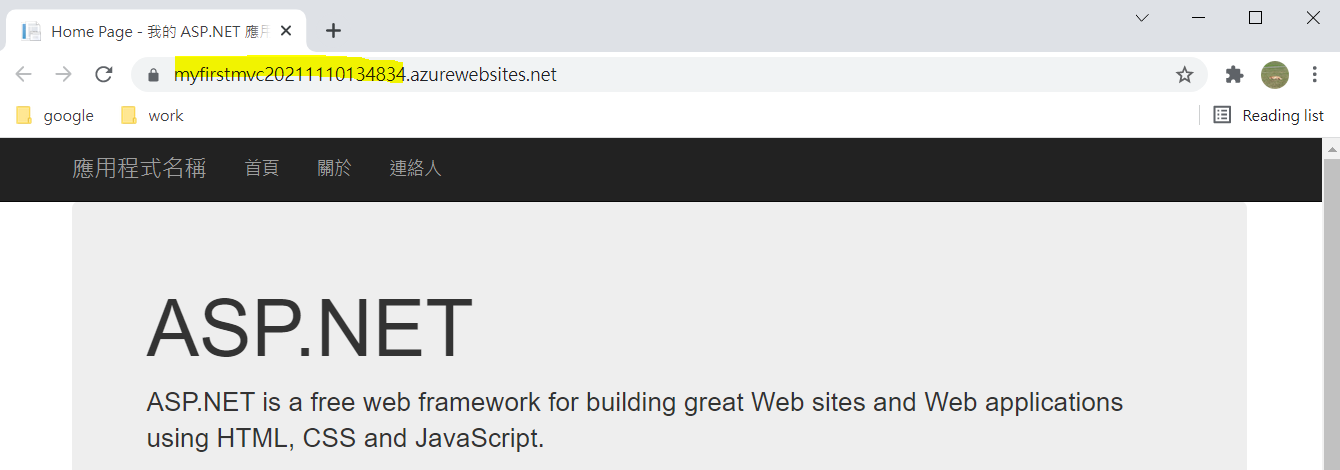 Home Page - 我的 ASP.NET 應用
myfirstmvc20211110134834.azurewebsites.net
google work Reading list
應用程式名稱 首頁 關於 連絡人
ASP.NET
ASP.NET is a free web framework for building great Web sites and Web applications
using HTML, CSS and JavaScript.